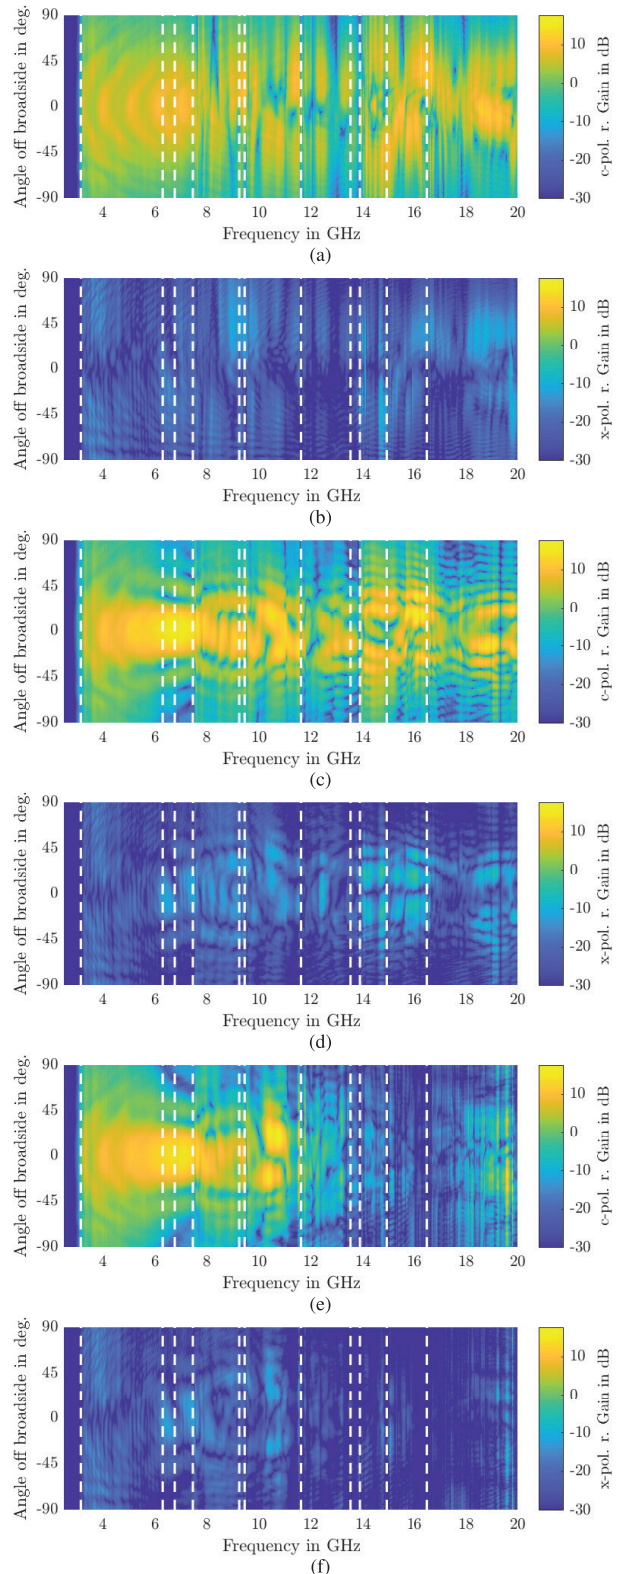 90
45
0
-45
-90
Angle off broadside in deg.
4 6 8 10 12 14 16 18 20
Frequency in GHz
10
0
-10
-20
-30
c-pol. r. Gain in dB
(a)
90
45
0
-45
-90
Angle off broadside in deg.
4 6 8 10 12 14 16 18 20
Frequency in GHz
10
0
-10
-20
-30
x-pol. r. Gain in dB
(b)
90
45
0
-45
-90
Angle off broadside in deg.
4 6 8 10 12 14 16 18 20
Frequency in GHz
10
0
-10
-20
-30
c-pol. r. Gain in dB
(c)
90
45
0
-45
-90
Angle off broadside in deg.
4 6 8 10 12 14 16 18 20
Frequency in GHz
10
0
-10
-20
-30
x-pol. r. Gain in dB
(d)
90
45
0
-45
-90
Angle off broadside in deg.
4 6 8 10 12 14 16 18 20
Frequency in GHz
10
0
-10
-20
-30
c-pol. r. Gain in dB
(e)
90
45
0
-45
-90
Angle off broadside in deg.
4 6 8 10 12 14 16 18 20
Frequency in GHz
10
0
-10
-20
-30
x-pol. r. Gain in dB
(f)